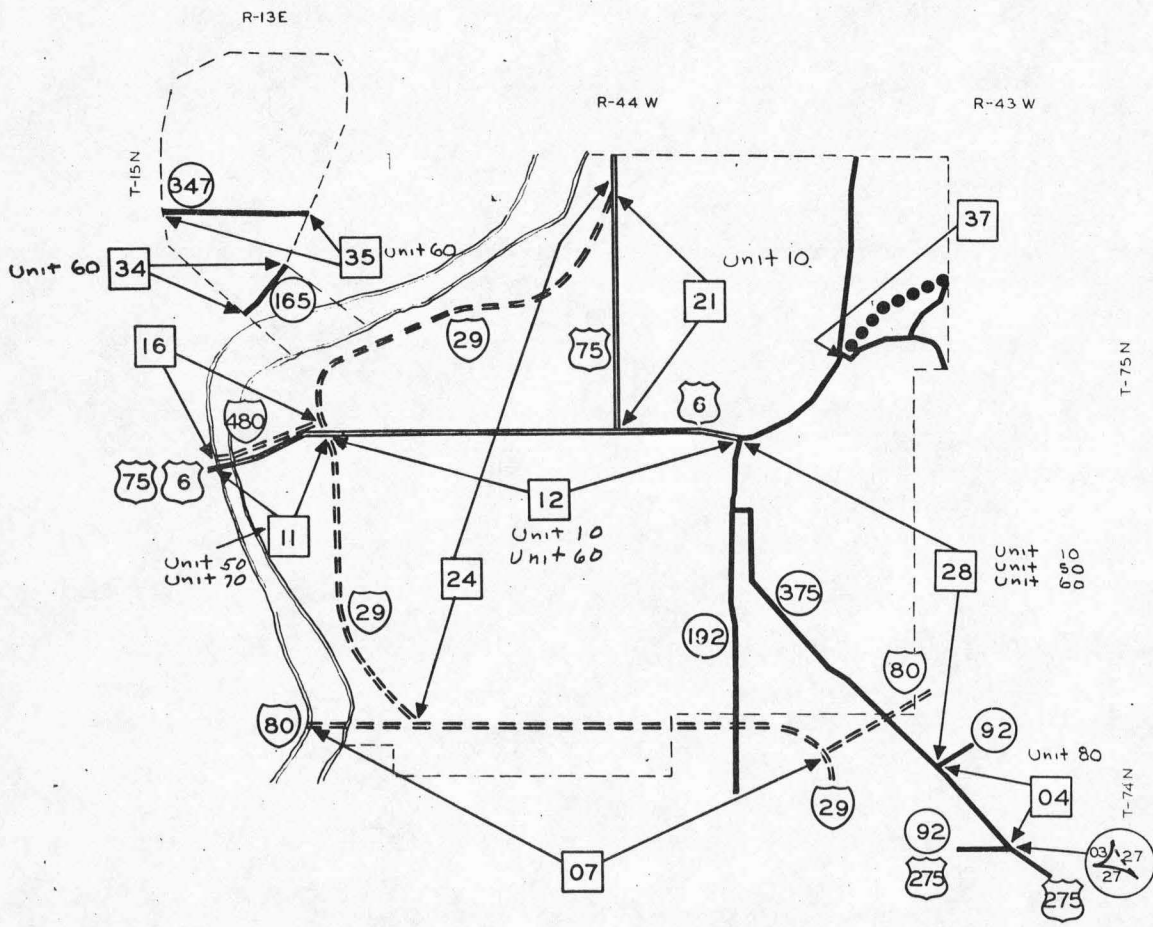 R-13E
R-44 W
R-43 W
T-15N
347
37
35 Unit 60
Unit 60 34
Unit 10.
165
21
16
29
75
T-75N
6
480
75 6
12
11
Unit 10
Unit 60
Unit 50
Unit 70
24
28
Unit 10
Unit 50
Unit 60
375
29
192
80
80
92
Unit 80
04
T-74N
29
92
03 27
27
07
275
275